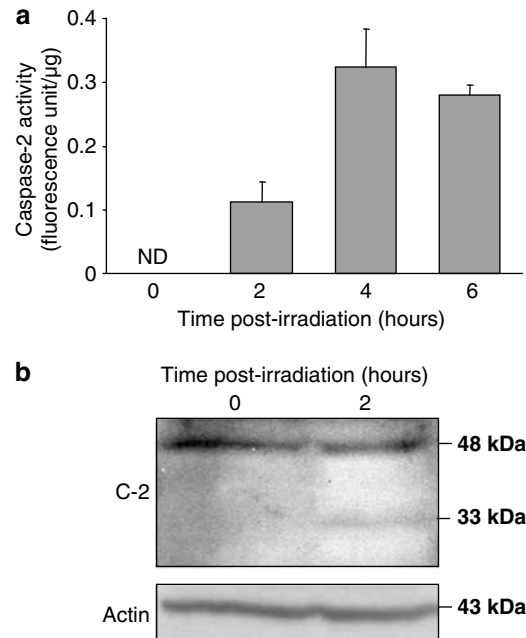 a
Caspase-2 activity
(fluorescence unit/µg)
0.4
0.3
0.2
0.1
0
ND
0 2 4 6
Time post-irradiation (hours)
b
Time post-irradiation (hours)
0 2
C-2
48 kDa
33 kDa
Actin
43 kDa